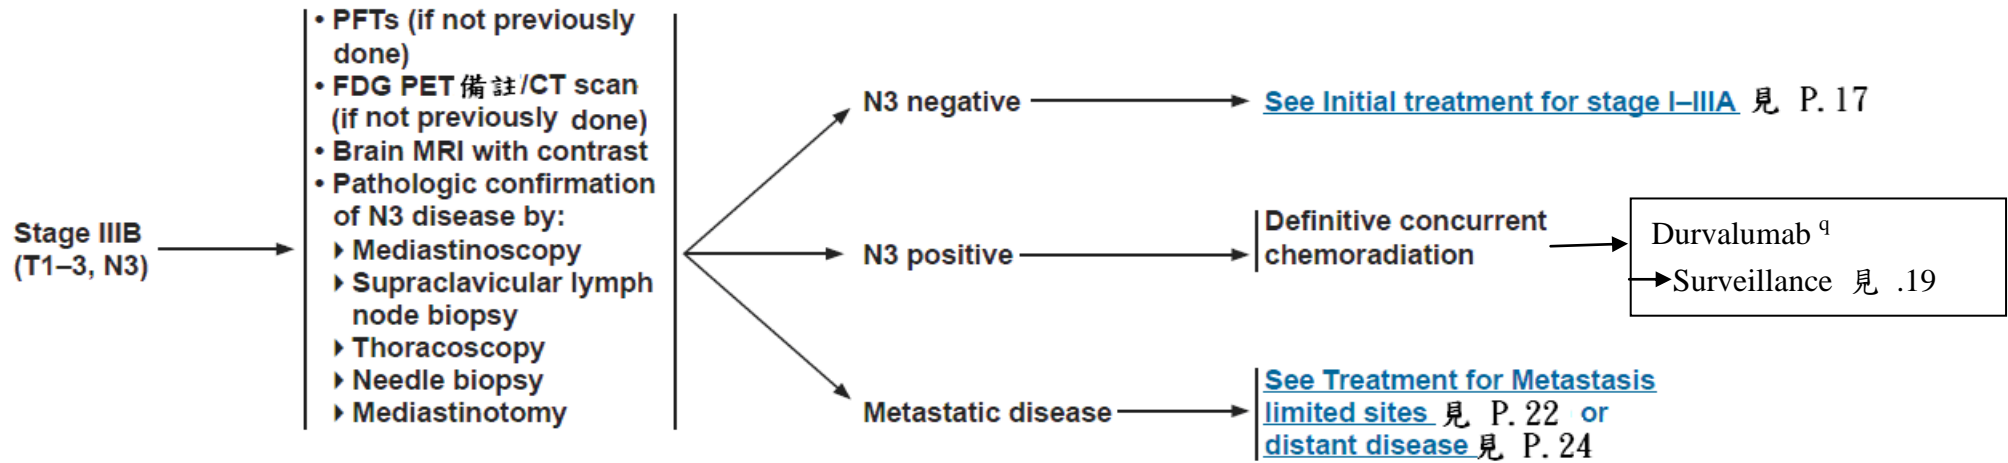 Stage IIIB
(T1–3, N3)
• PFTs (if not previously
done)
• FDG PET 備註/CT scan
(if not previously done)
• Brain MRI with contrast
• Pathologic confirmation
of N3 disease by:
Mediastinoscopy
Supraclavicular lymph
node biopsy
Thoracoscopy
Needle biopsy
Mediastinotomy
N3 negative
See Initial treatment for stage I–IIIA 見 P. 17
N3 positive
Definitive concurrent
chemoradiation
Durvalumab q
Surveillance 見 .19
Metastatic disease
See Treatment for Metastasis
limited sites 見 P. 22 or
distant disease 見 P. 24